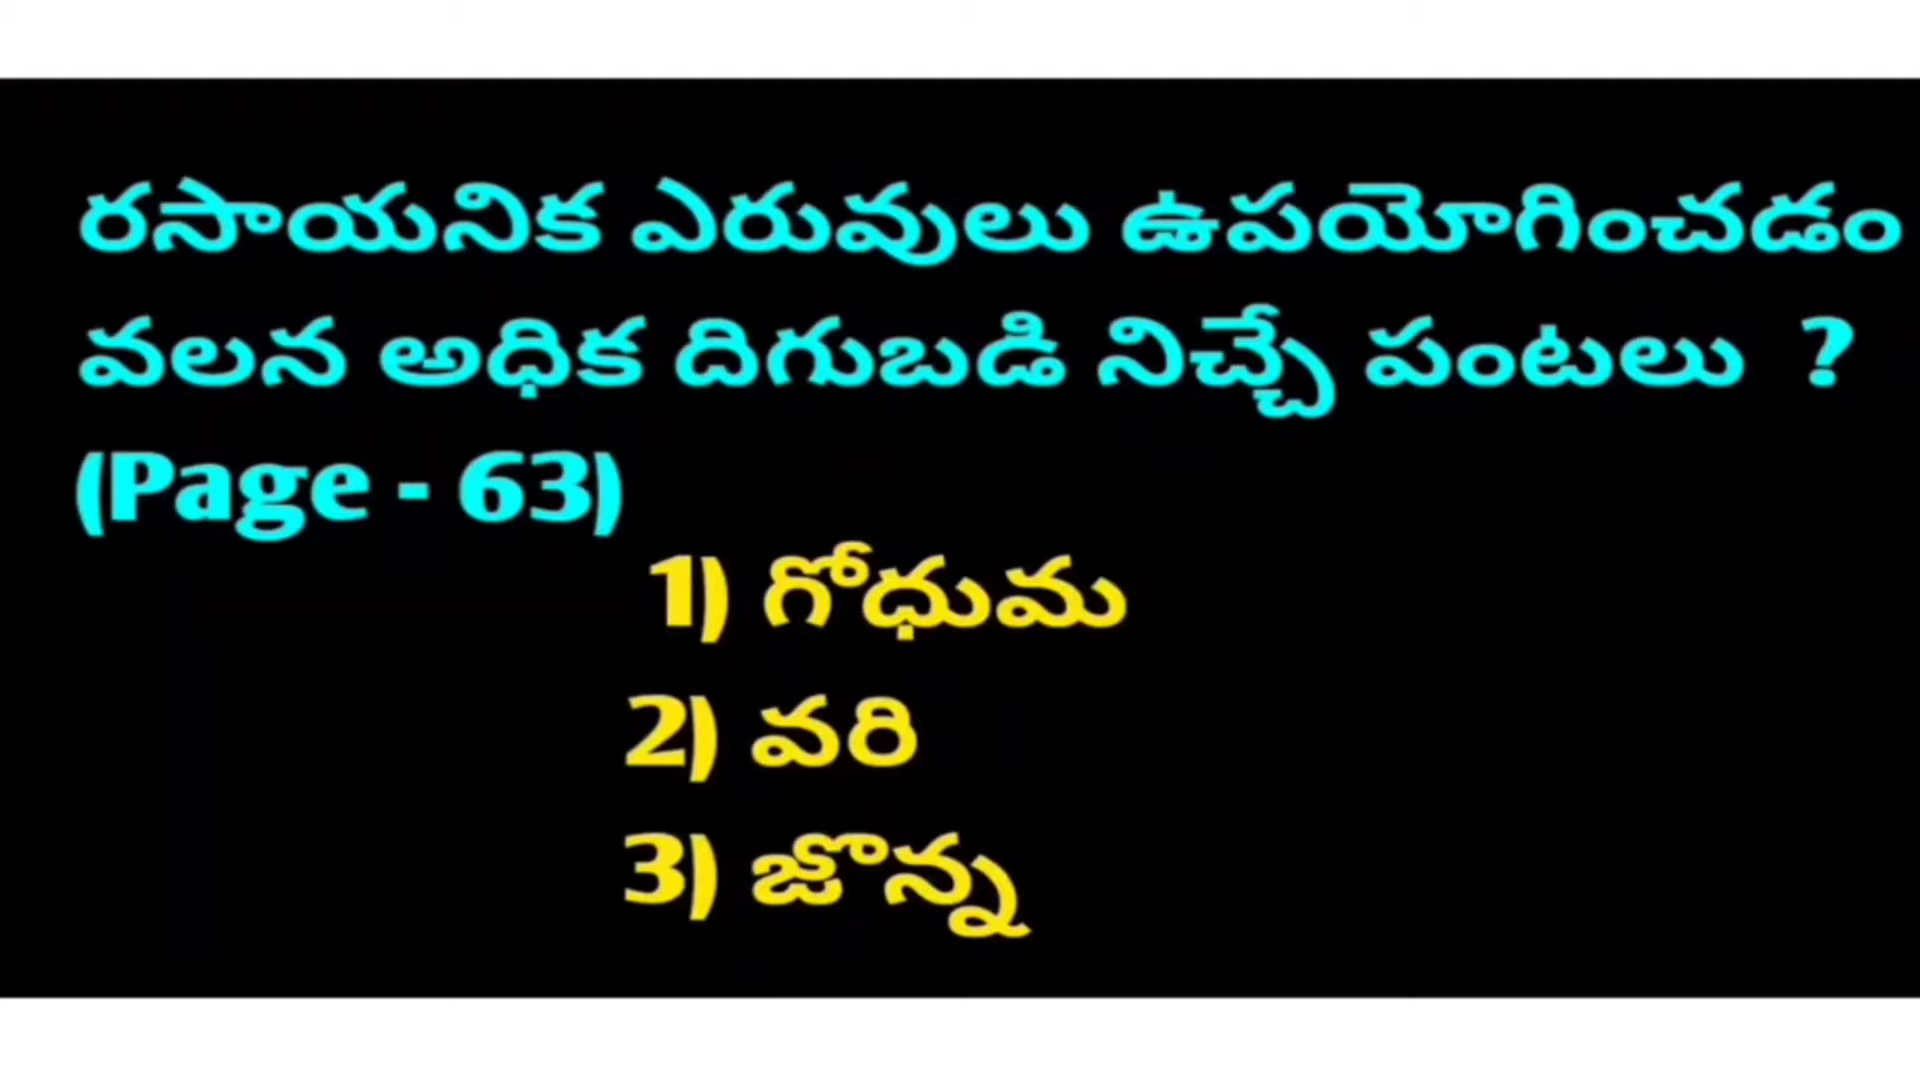 రసాయనిక ఎరువులు ఉపయోగించడం
వలన అధిక దిగుబడి నిచ్చే పంటలు ?
(Page - 63)
1) గోధుమ
2) వరి
3) జొన్న